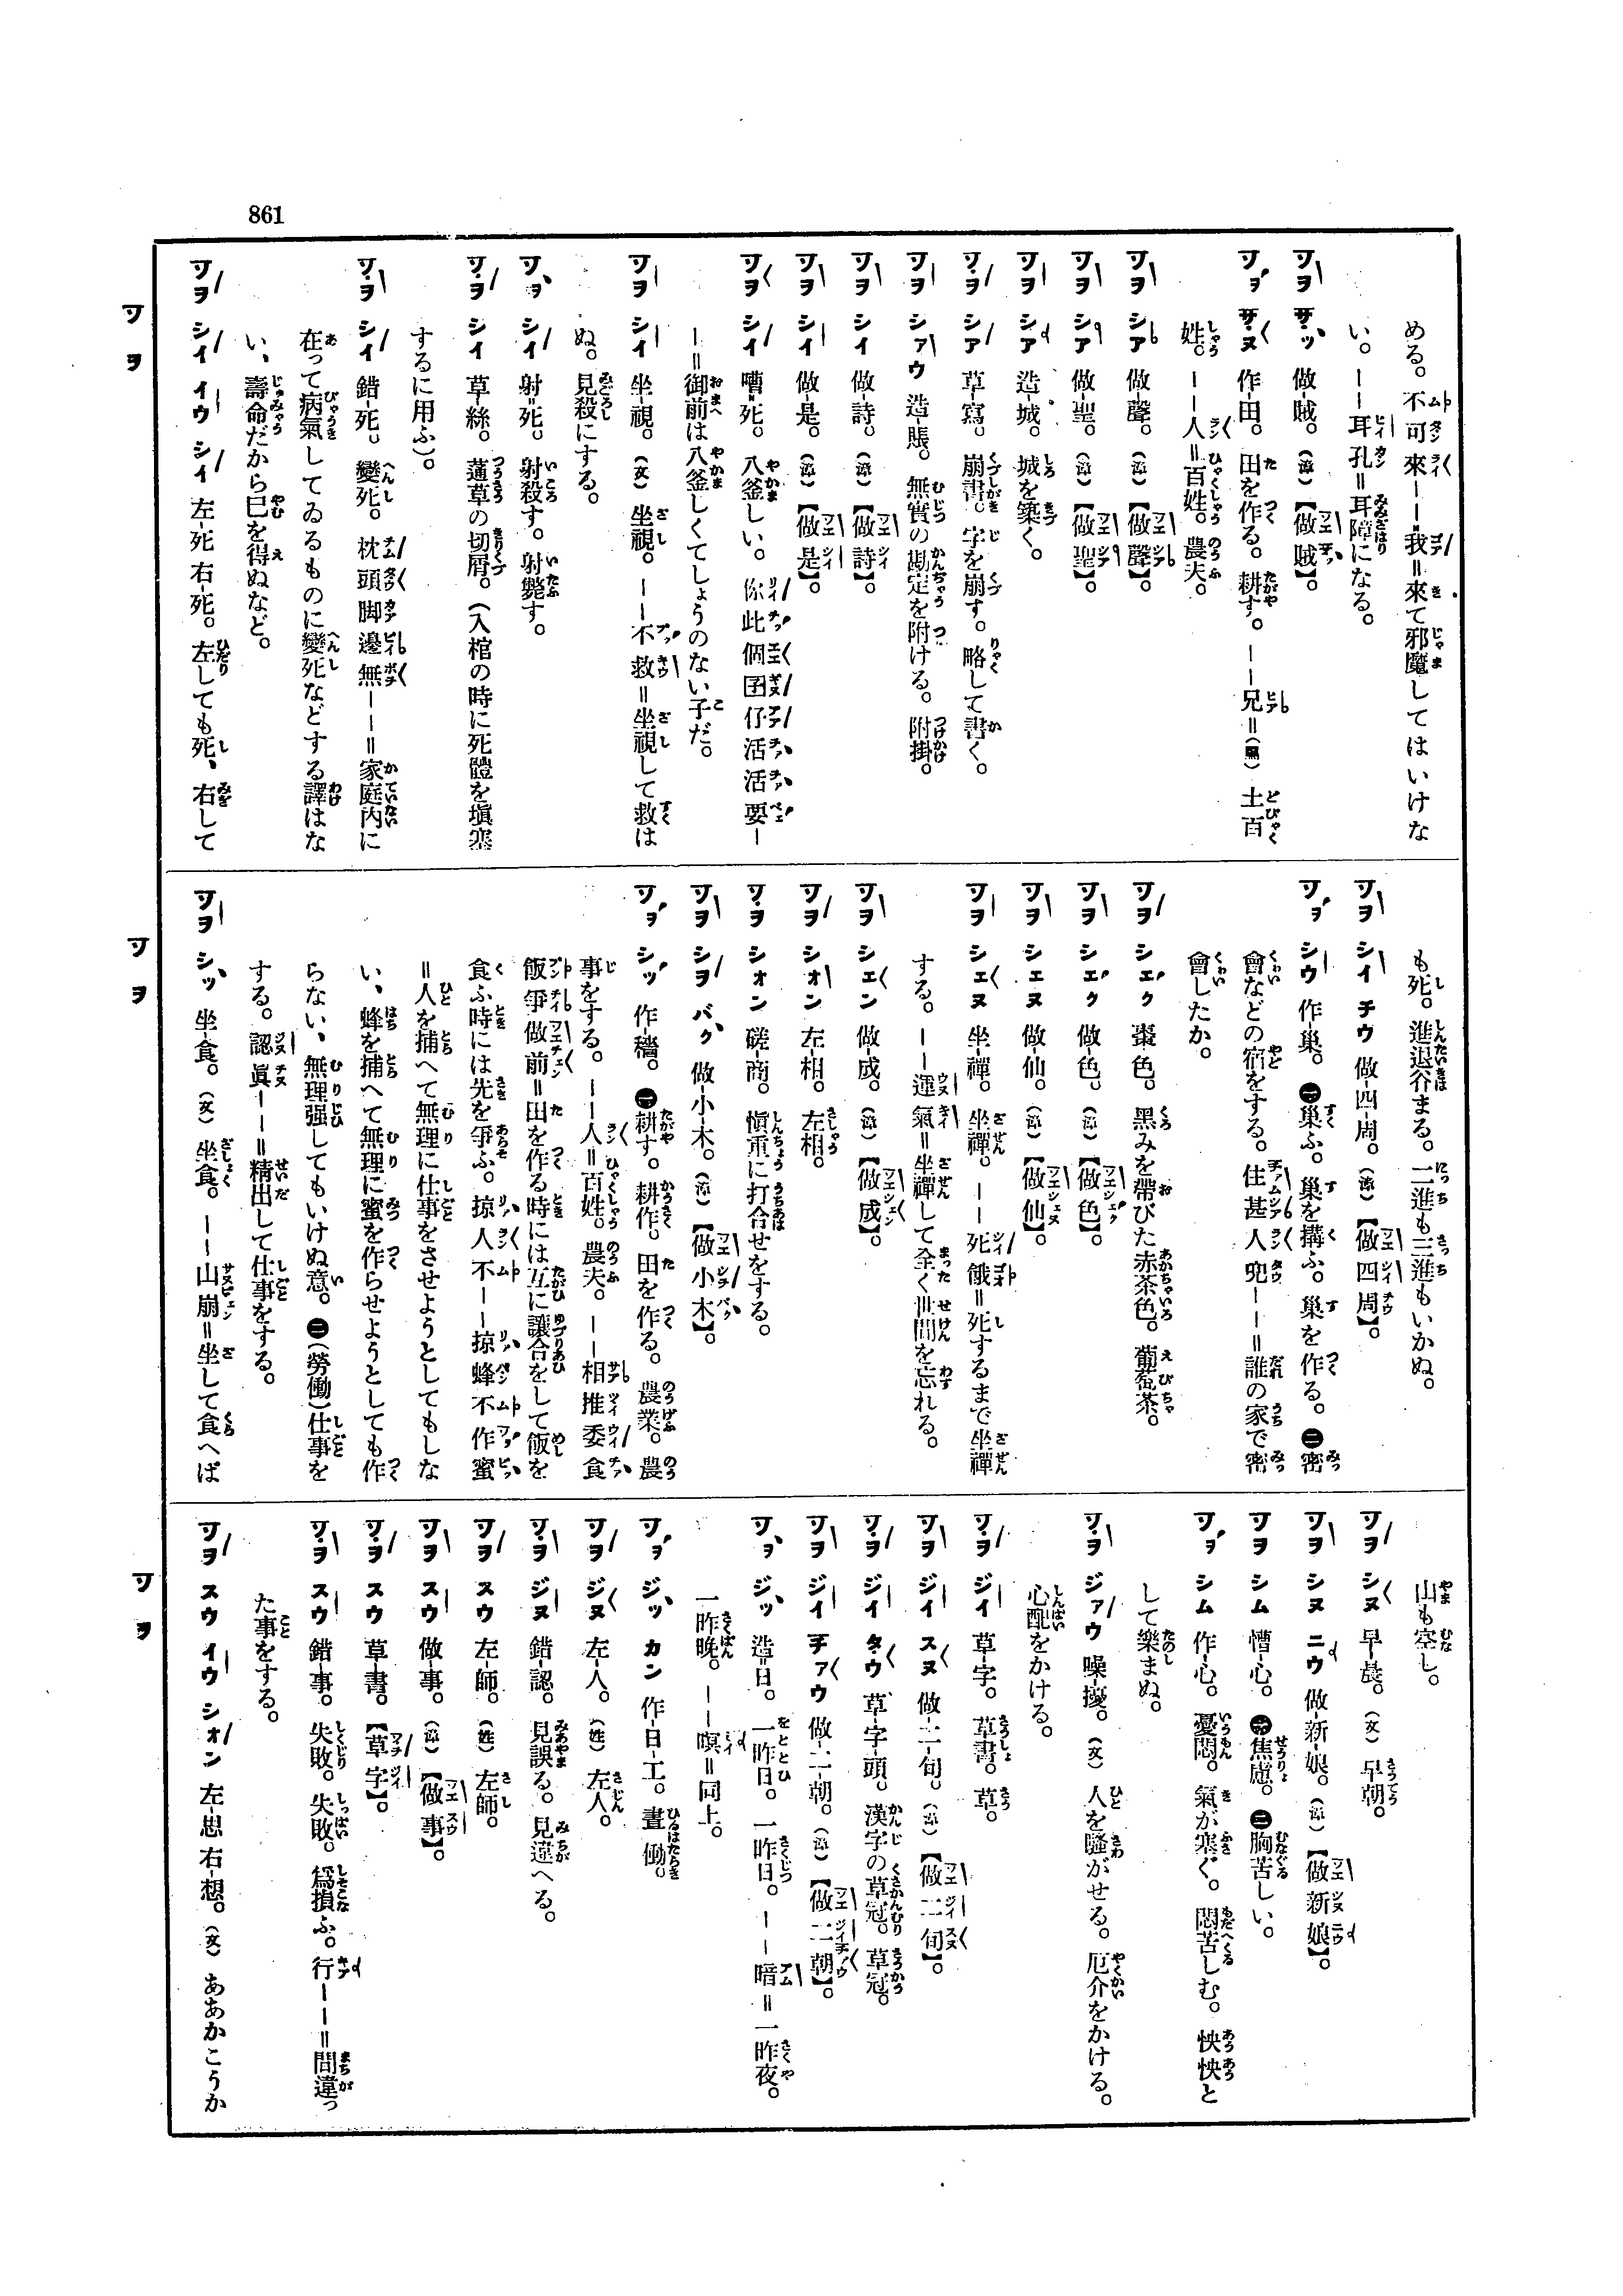 861
める。不可來ーー我＝來て邪魔してはいけな
い。ーー耳孔＝耳障になる。
ツヲ サッ 做-賊。(漳)【做賊】。
ツヲ サヌ 作-田。田を作る。耕す。ーー兄＝(罵)土百
姓。ーー人＝百姓。農夫。
ツヲ シア 做-聲。(漳)【做聲】。
ツヲ シア 做-聖。(漳)【做聖】。
ツヲ シア 造-城。城を築く。
ツヲ シア 草-寫。崩書。字を崩す。略して書く。
ツヲ シァウ 造-賬。無實の勘定を附ける。附掛。
ツヲ シイ 做-詩。(漳)【做詩】。
ツヲ シイ 做-是。(漳)【做是】。
ツヲ シイ 嘈-死。八釜しい。你此個囝仔活活要ー
ー＝御前は八釜しくてしょうのない子だ。
ツヲ シイ 坐-視。(文)坐視。ーー不救＝坐視して救は
ぬ。見殺にする。
ツヲ シイ 射＝死。射殺す。射斃す。
ツヲ シイ 草-絲。蓪草の切屑。(入棺の時に死體を塡塞
するに用ふ)。
ツヲ シイ 錯-死。變死。枕頭脚邊無ーー＝家庭内に
在って病氣してゐるものに變死などする譯はな
い、壽命だから已を得ぬなど。
ツヲ シイ イウ シイ 左-死右-死。左しても死、右して
も死。進退谷まる。二進も三進もいかぬ。
ツヲ シイ チウ 做-四-周。(漳)【做四周】。
ツヲ シウ 作-巢。㊀巢ふ。巢を構ふ。巢を作る。㊁密
會などの宿をする。住甚人兜ーー＝誰の家で密
會したか。
ツヲ シェク 棗-色。黑みを帶びた赤茶色。葡萄茶。
ツヲ シェク 做-色。(漳)【做色】。
ツヲ シェヌ 做-仙。(漳)【做仙】。
ツヲ シェヌ 坐-禪。坐禪。ーー死餓＝死するまで坐禪
する。ーー運氣＝坐禪して全く世間を忘れる。
ツヲ シェン 做-成。(漳)【做成】。
ツヲ シォン 左-相。左相。
ツヲ シォン 磋-商。愼重に打合せをする。
ツヲ シヲ バク 做-小-木。(漳)【做小木】。
ツヲ シッ 作-穡。㊀耕す。耕作。田を作る。農業。農
事をする。ーー人＝百姓。農夫。ーー相推委食
飯爭做前＝田を作る時には互に讓合をして飯を
食ふ時には先を爭ふ。掠人不ーー掠蜂不作蜜
＝人を捕へて無理に仕事をさせようとしてもしな
い、蜂を捕へて無理に蜜を作らせようとしても作
らない、無理强してもいけぬ意。㊁(勞働)仕事を
する。認眞ーー＝精出して仕事をする。
ツヲ シッ 坐-食。(文)坐食。ーー山崩＝坐して食へば
山も空し。
ツヲ シヌ 早-晨。(文)早朝。
ツヲ シヌ ニウ 做-新-娘。(漳)【做新娘】。
ツヲ シム 慒-心。㊀焦慮。㊁胸苦しい。
ツヲ シム 作-心。憂悶。氣が塞ぐ。悶苦しむ。怏怏と
して樂まぬ。
ツヲ ジァウ 噪-擾。(文)人を騷がせる。厄介をかける。
心配をかける。
ツヲ ジイ 草-字。草書。草。
ツヲ ジイ スヌ 做-二-旬。(漳)【做二旬】。
ツヲ ジイ タウ 草-字-頭。漢字の草冠。草冠。
ツヲ ジイ チァウ 做-二-朝。(漳)【做二朝】。
ツヲ ジッ 造＝日。一昨日。一昨日。ーー暗＝一昨夜。
一昨晚。ーー暝＝同上。
ツヲ ジッ カン 作-日-工。晝働。
ツヲ ジヌ 左-人。(姓)左人。
ツヲ ジヌ 錯-認。見誤る。見違へる。
ツヲ スウ 左-師。(姓)左師。
ツヲ スウ 做-事。(漳)【做事】。
ツヲ スウ 草-書。【草字】。
ツヲ スウ 錯-事。失敗。失敗。爲損ふ。行ーー＝間違っ
た事をする。
ツヲ スウ イウ シォン 左-思右-想。(文)ああかこうか
ツヲ
ツヲ
ツヲ